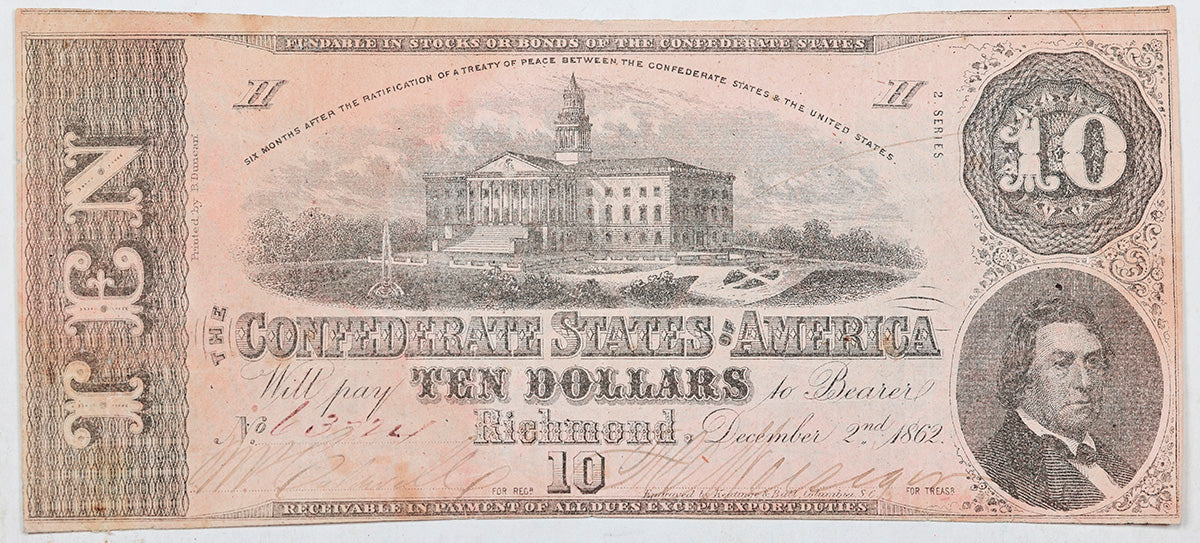 FUNDABLE IN STOCKS OR BONDS OF THE CONFEDERATE STATES
SIX MONTHS AFTER THE RATIFICATION OF A TREATY OF PEACE BETWEEN THE CONFEDERATE STATES & THE UNITED STATES.
H
H
2. SERIES
10
TEN
Printed by B. Duncan
THE
CONFEDERATE STATES OF AMERICA
Will pay TEN DOLLARS to Bearer
No
Richmond, December 2nd. 1862.
10
FOR REGR.
Engraved by Keatinge & Ball, Columbia, S.C.
FOR TREASR.
RECEIVABLE IN PAYMENT OF ALL DUES EXCEPT EXPORT DUTIES